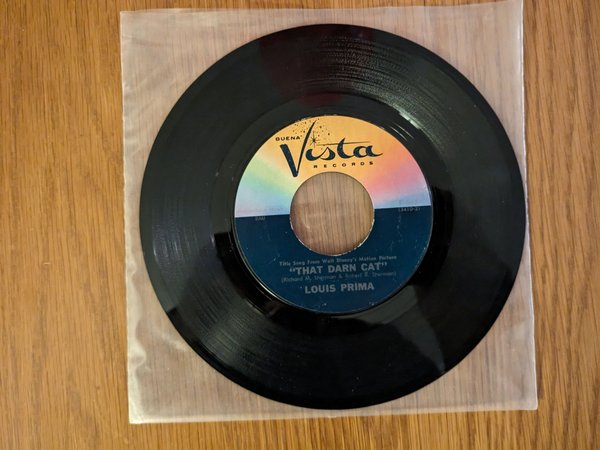 BUENA
Vista
RECORDS
Title Song From Walt Disney's Motion Picture
"THAT DARN CAT"
(Richard M. Sherman & Robert B. Sherman)
LOUIS PRIMA